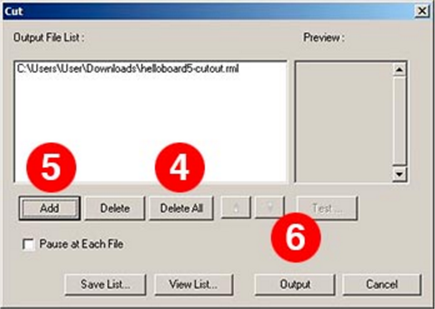 Cut
Output File List :
Preview :
C:\Users\User\Downloads\helloboard5-cutout.rml
5
4
Add
Delete
Delete All
Test ...
6
Pause at Each File
Save List...
View List...
Output
Cancel